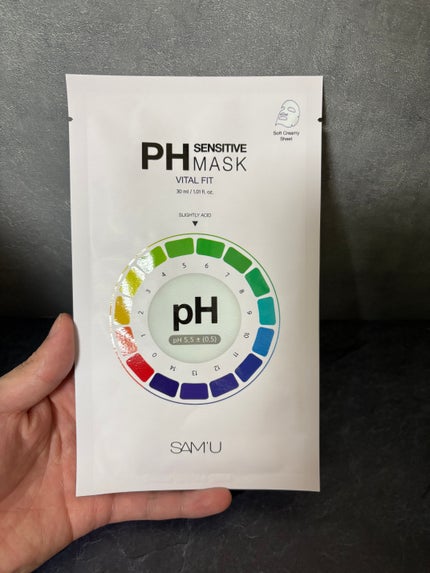 PH SENSITIVE
MASK
VITAL FIT
30 ml / 1.01 fl. oz.
Soft Creamy
Sheet
SLIGHTLY ACID
0
1
2
3
4
5
6
7
8
9
10
11
12
13
14
pH
pH 5,5 ± (0,5)
SAM'U